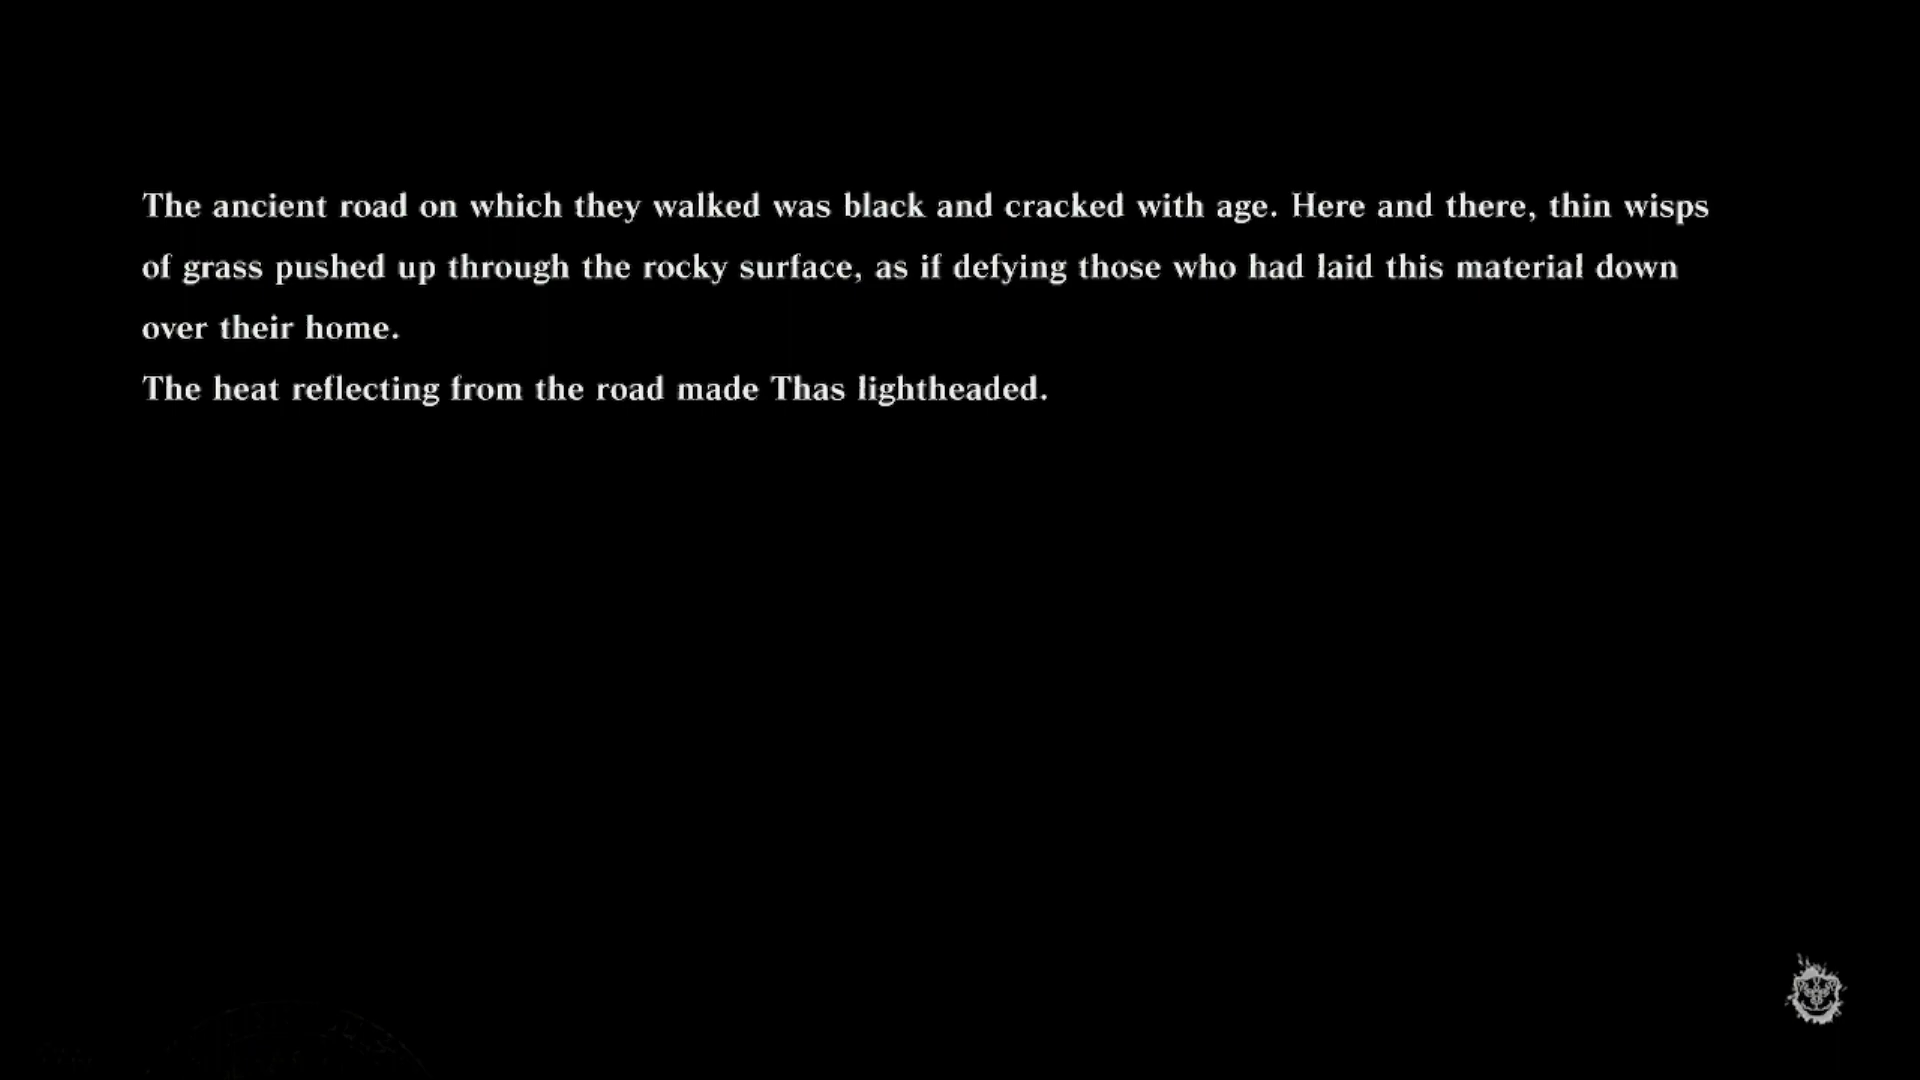 The ancient road on which they walked was black and cracked with age. Here and there, thin wisps
of grass pushed up through the rocky surface, as if defying those who had laid this material down
over their home.
The heat reflecting from the road made Thas lightheaded.